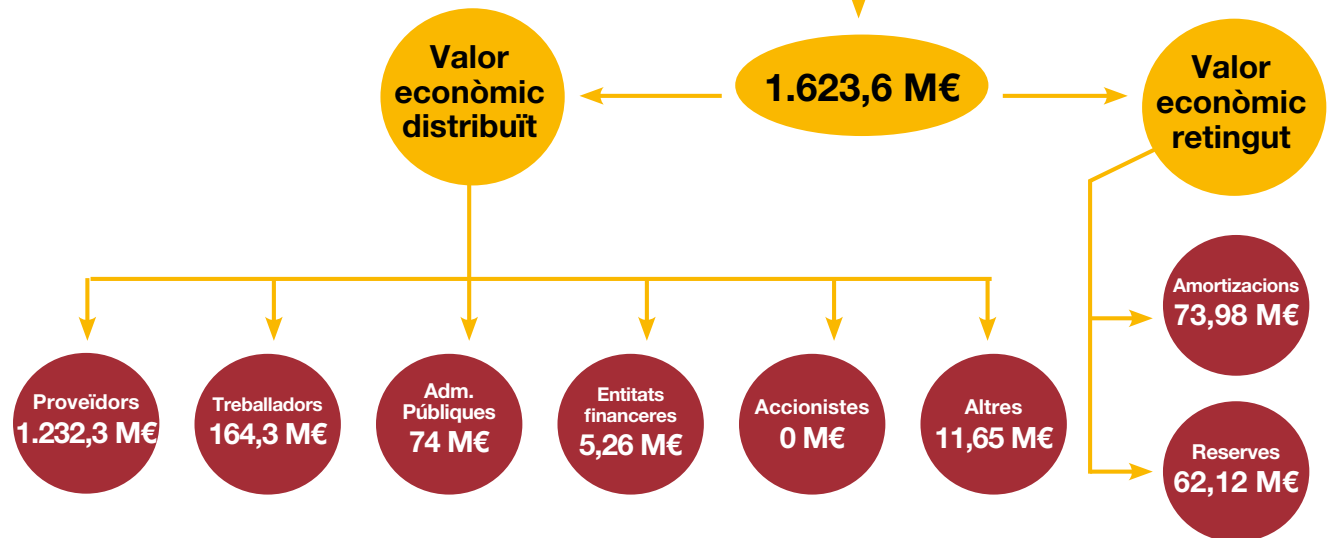 Valor
econòmic
distribuït
1.623,6 M€
Valor
econòmic
retingut
Amortizacions
73,98 M€
Proveïdors
1.232,3 M€
Treballadors
164,3 M€
Adm.
Públiques
74 M€
Entitats
financeres
5,26 M€
Accionistes
0 M€
Altres
11,65 M€
Reserves
62,12 M€